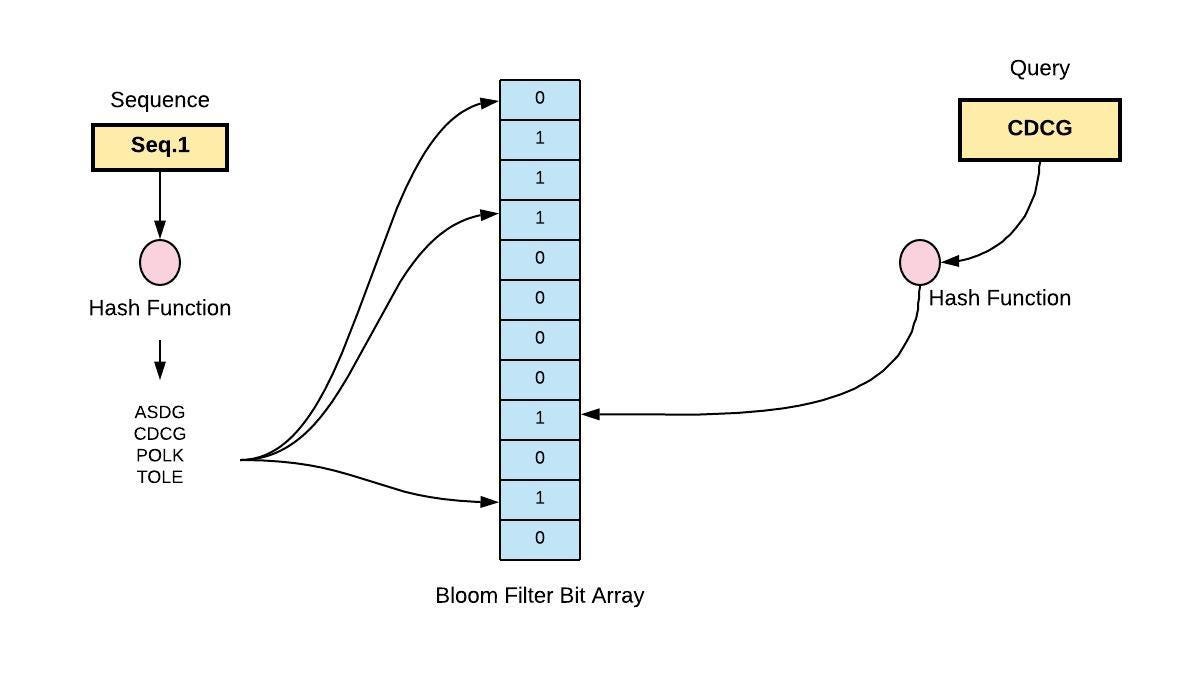 Sequence
Seq.1
Hash Function
ASDG
CDCG
POLK
TOLE
0
1
1
1
0
0
0
0
1
0
1
0
Bloom Filter Bit Array
Query
CDCG
Hash Function